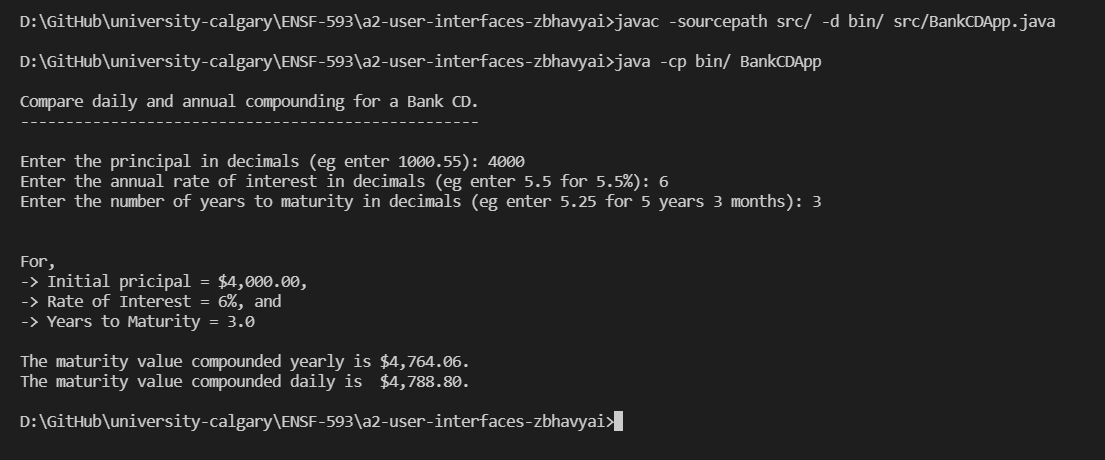 D:\GitHub\university-calgary\ENSF-593\a2-user-interfaces-zbhavyai>javac -sourcepath src/ -d bin/ src/BankCDApp.java
D:\GitHub\university-calgary\ENSF-593\a2-user-interfaces-zbhavyai>java -cp bin/ BankCDApp
Compare daily and annual compounding for a Bank CD.
---------------------------------------------------
Enter the principal in decimals (eg enter 1000.55): 4000
Enter the annual rate of interest in decimals (eg enter 5.5 for 5.5%): 6
Enter the number of years to maturity in decimals (eg enter 5.25 for 5 years 3 months): 3
For,
-> Initial pricipal = $4,000.00,
-> Rate of Interest = 6%, and
-> Years to Maturity = 3.0
The maturity value compounded yearly is $4,764.06.
The maturity value compounded daily is  $4,788.80.
D:\GitHub\university-calgary\ENSF-593\a2-user-interfaces-zbhavyai>